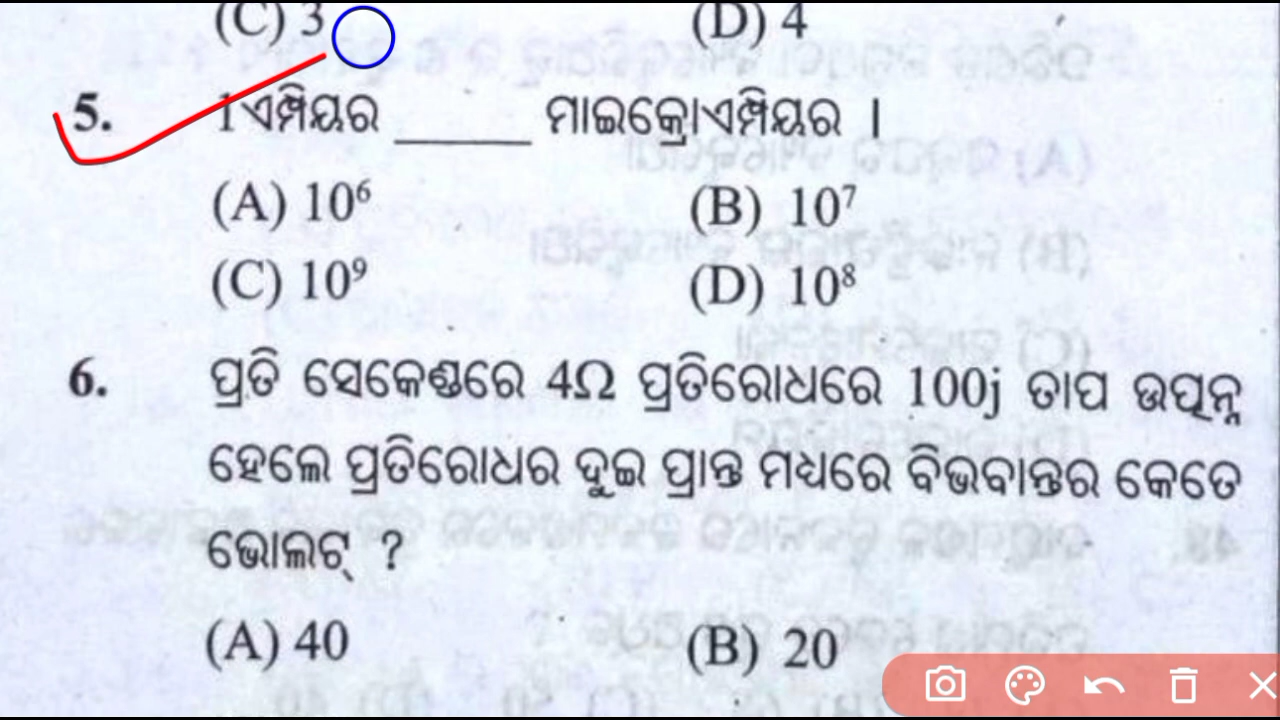 (C) 3 (D) 4
5. 1ଏମ୍ପିୟର _____ ମାଇକ୍ରୋଏମ୍ପିୟର ।
(A) 10⁶ (B) 10⁷
(C) 10⁹ (D) 10⁸
6. ପ୍ରତି ସେକେଣ୍ଡରେ 4Ω ପ୍ରତିରୋଧରେ 100j ତାପ ଉତ୍ପନ୍ନ
ହେଲେ ପ୍ରତିରୋଧର ଦୁଇ ପ୍ରାନ୍ତ ମଧ୍ୟରେ ବିଭବାନ୍ତର କେତେ
ଭୋଲଟ୍ ?
(A) 40 (B) 20